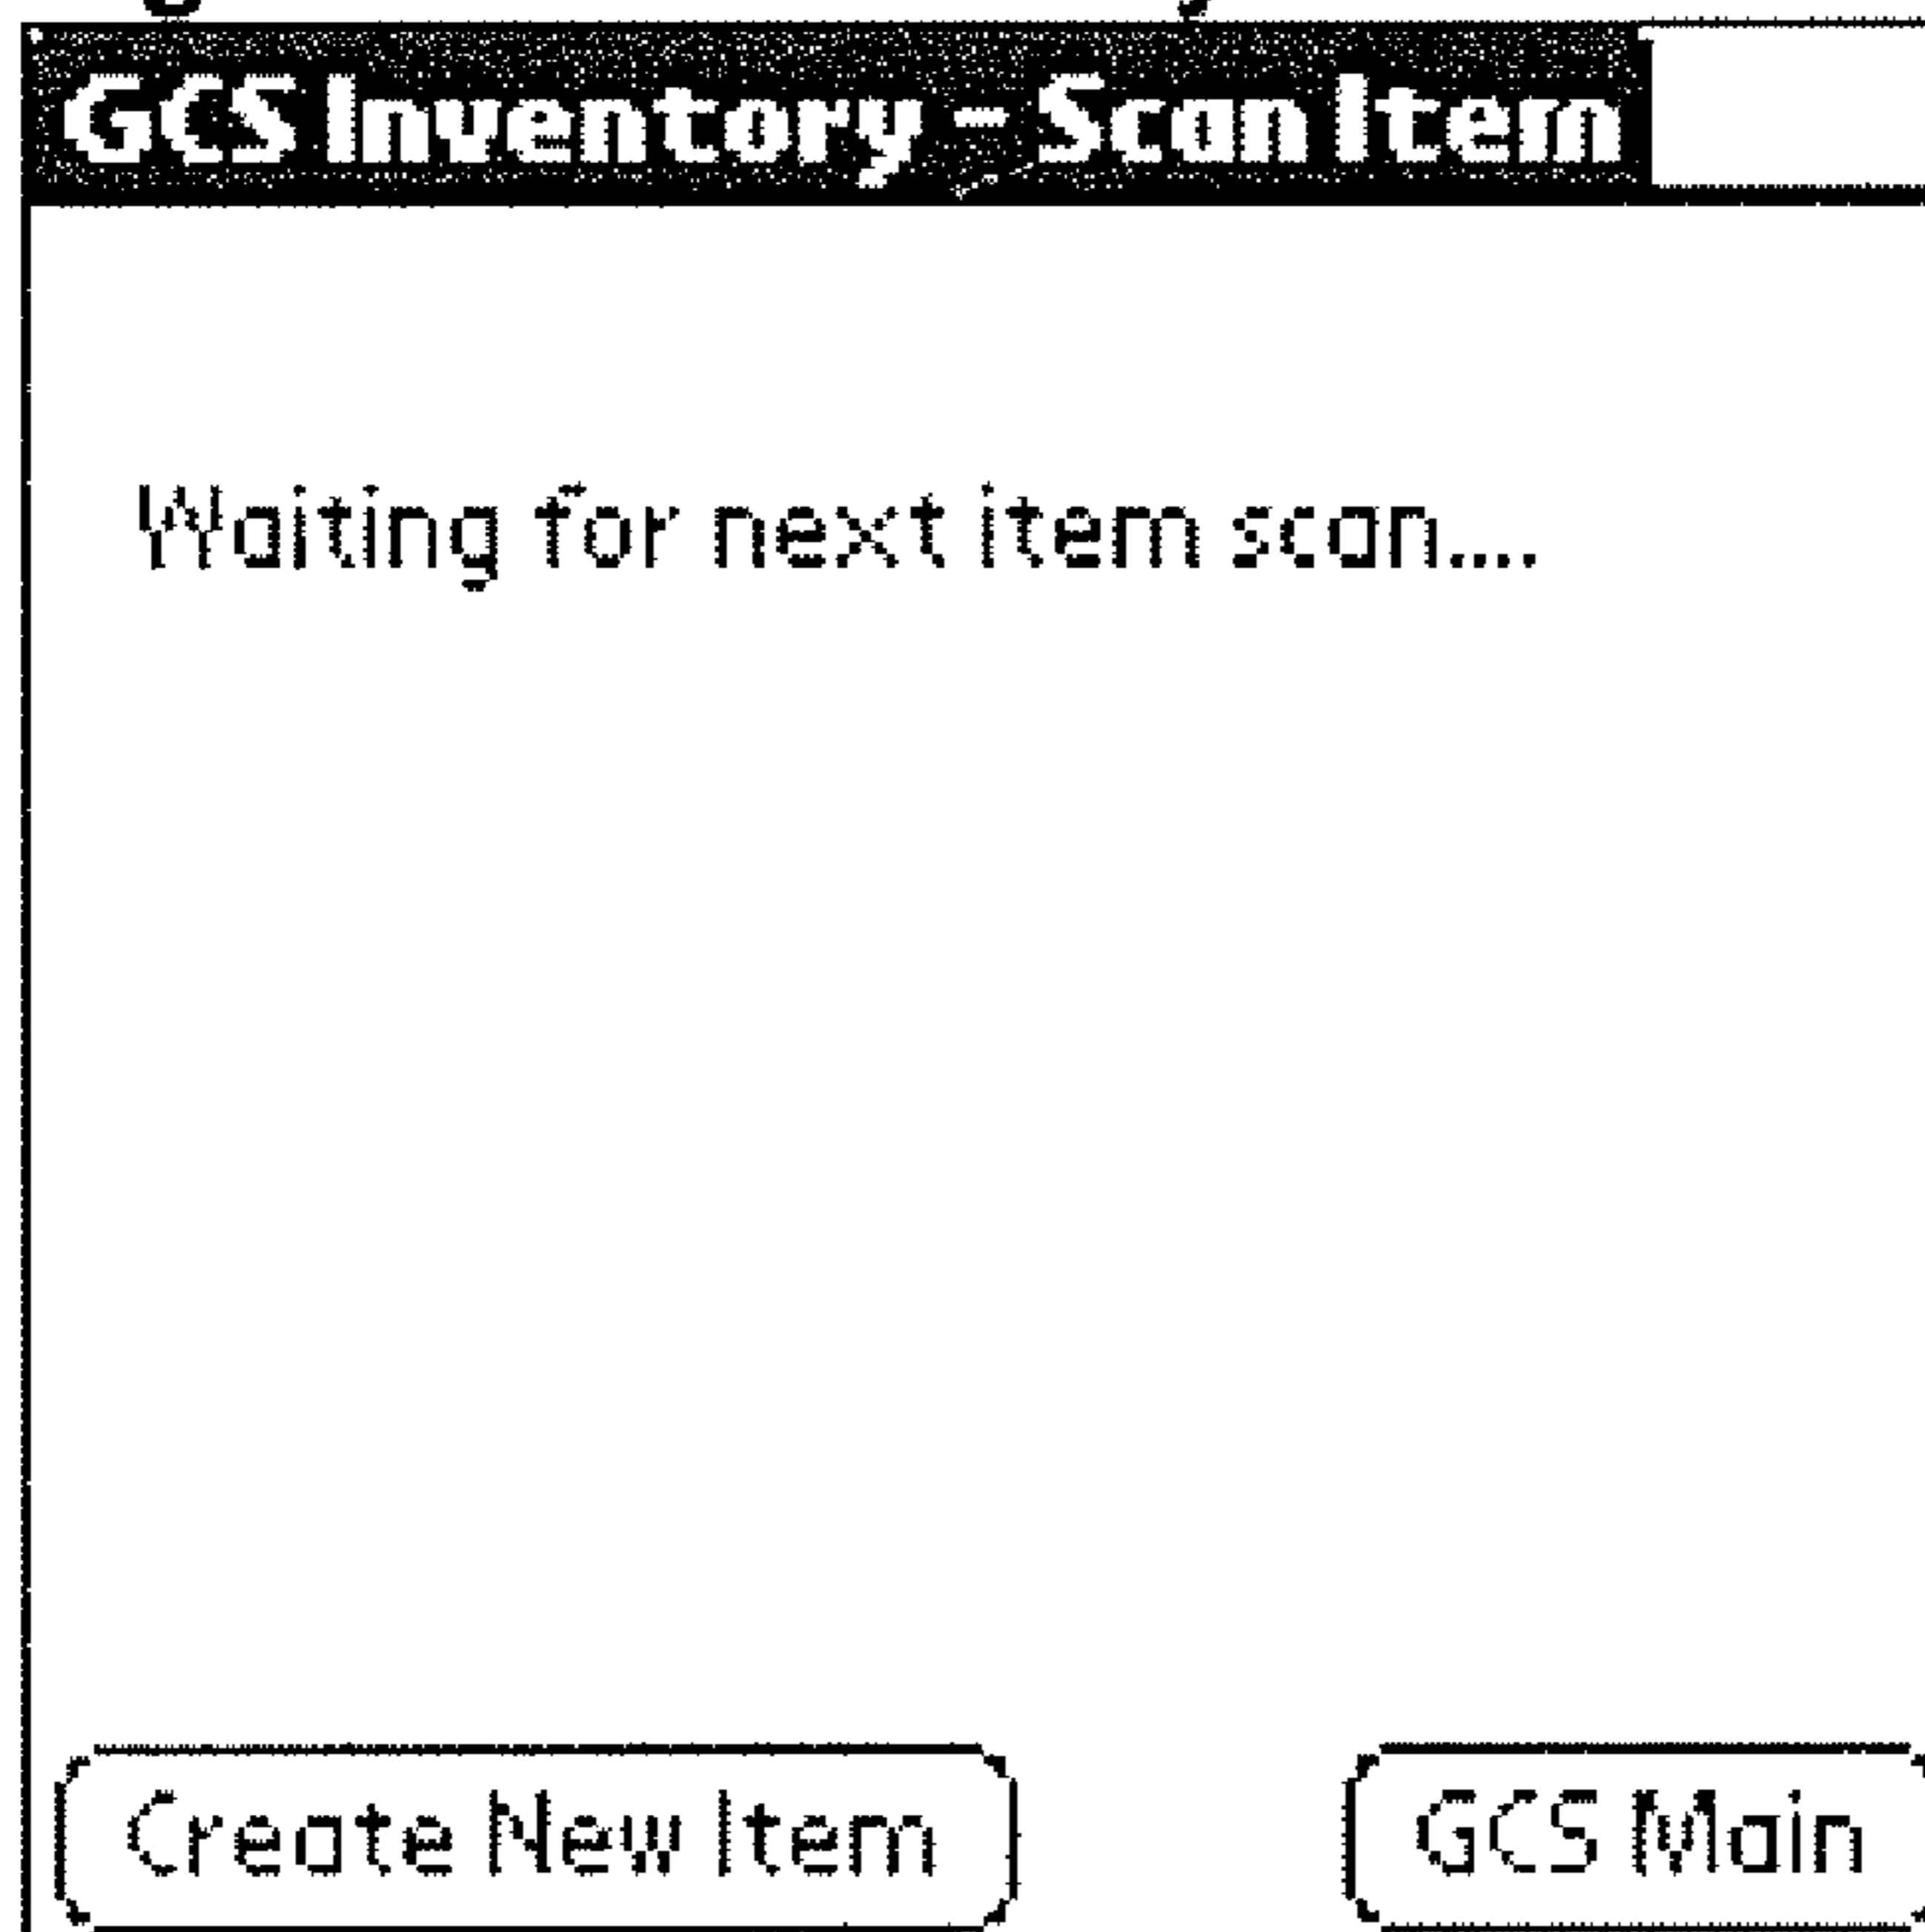 GCS Inventory - Scan Item
Waiting for next item scan....
Create New Item
GCS Main